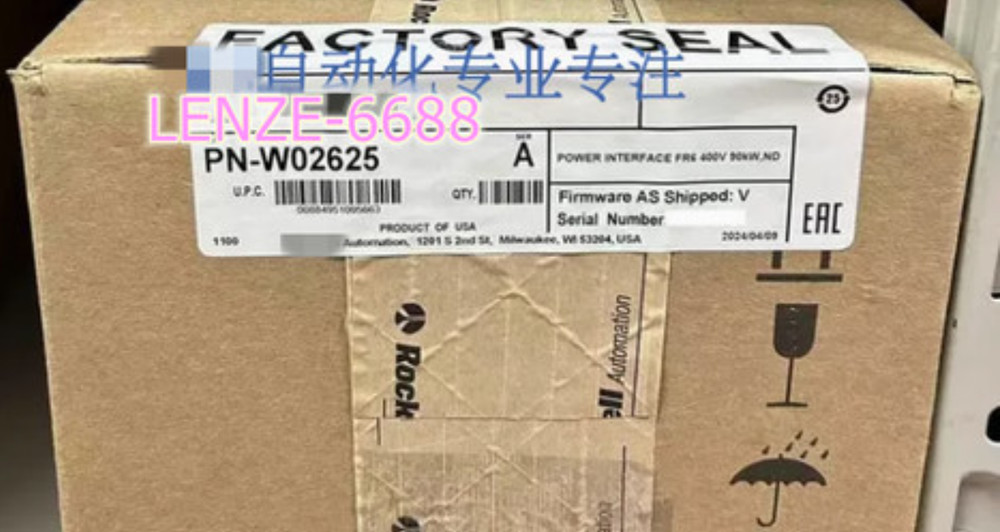 FACTORY SEAL
自动化专业专注
25
LENZE-6688
PN-W02625
SER
A
POWER INTERFACE FR6 400V 90kW,ND
U.P.C.
QTY.
Firmware AS Shipped: V
Serial Number
EAC
PRODUCT OF USA
1100
Automation, 1201 S 2nd St, Milwaukee, WI 53204, USA
2024/04/09
Rock
lle
Automation